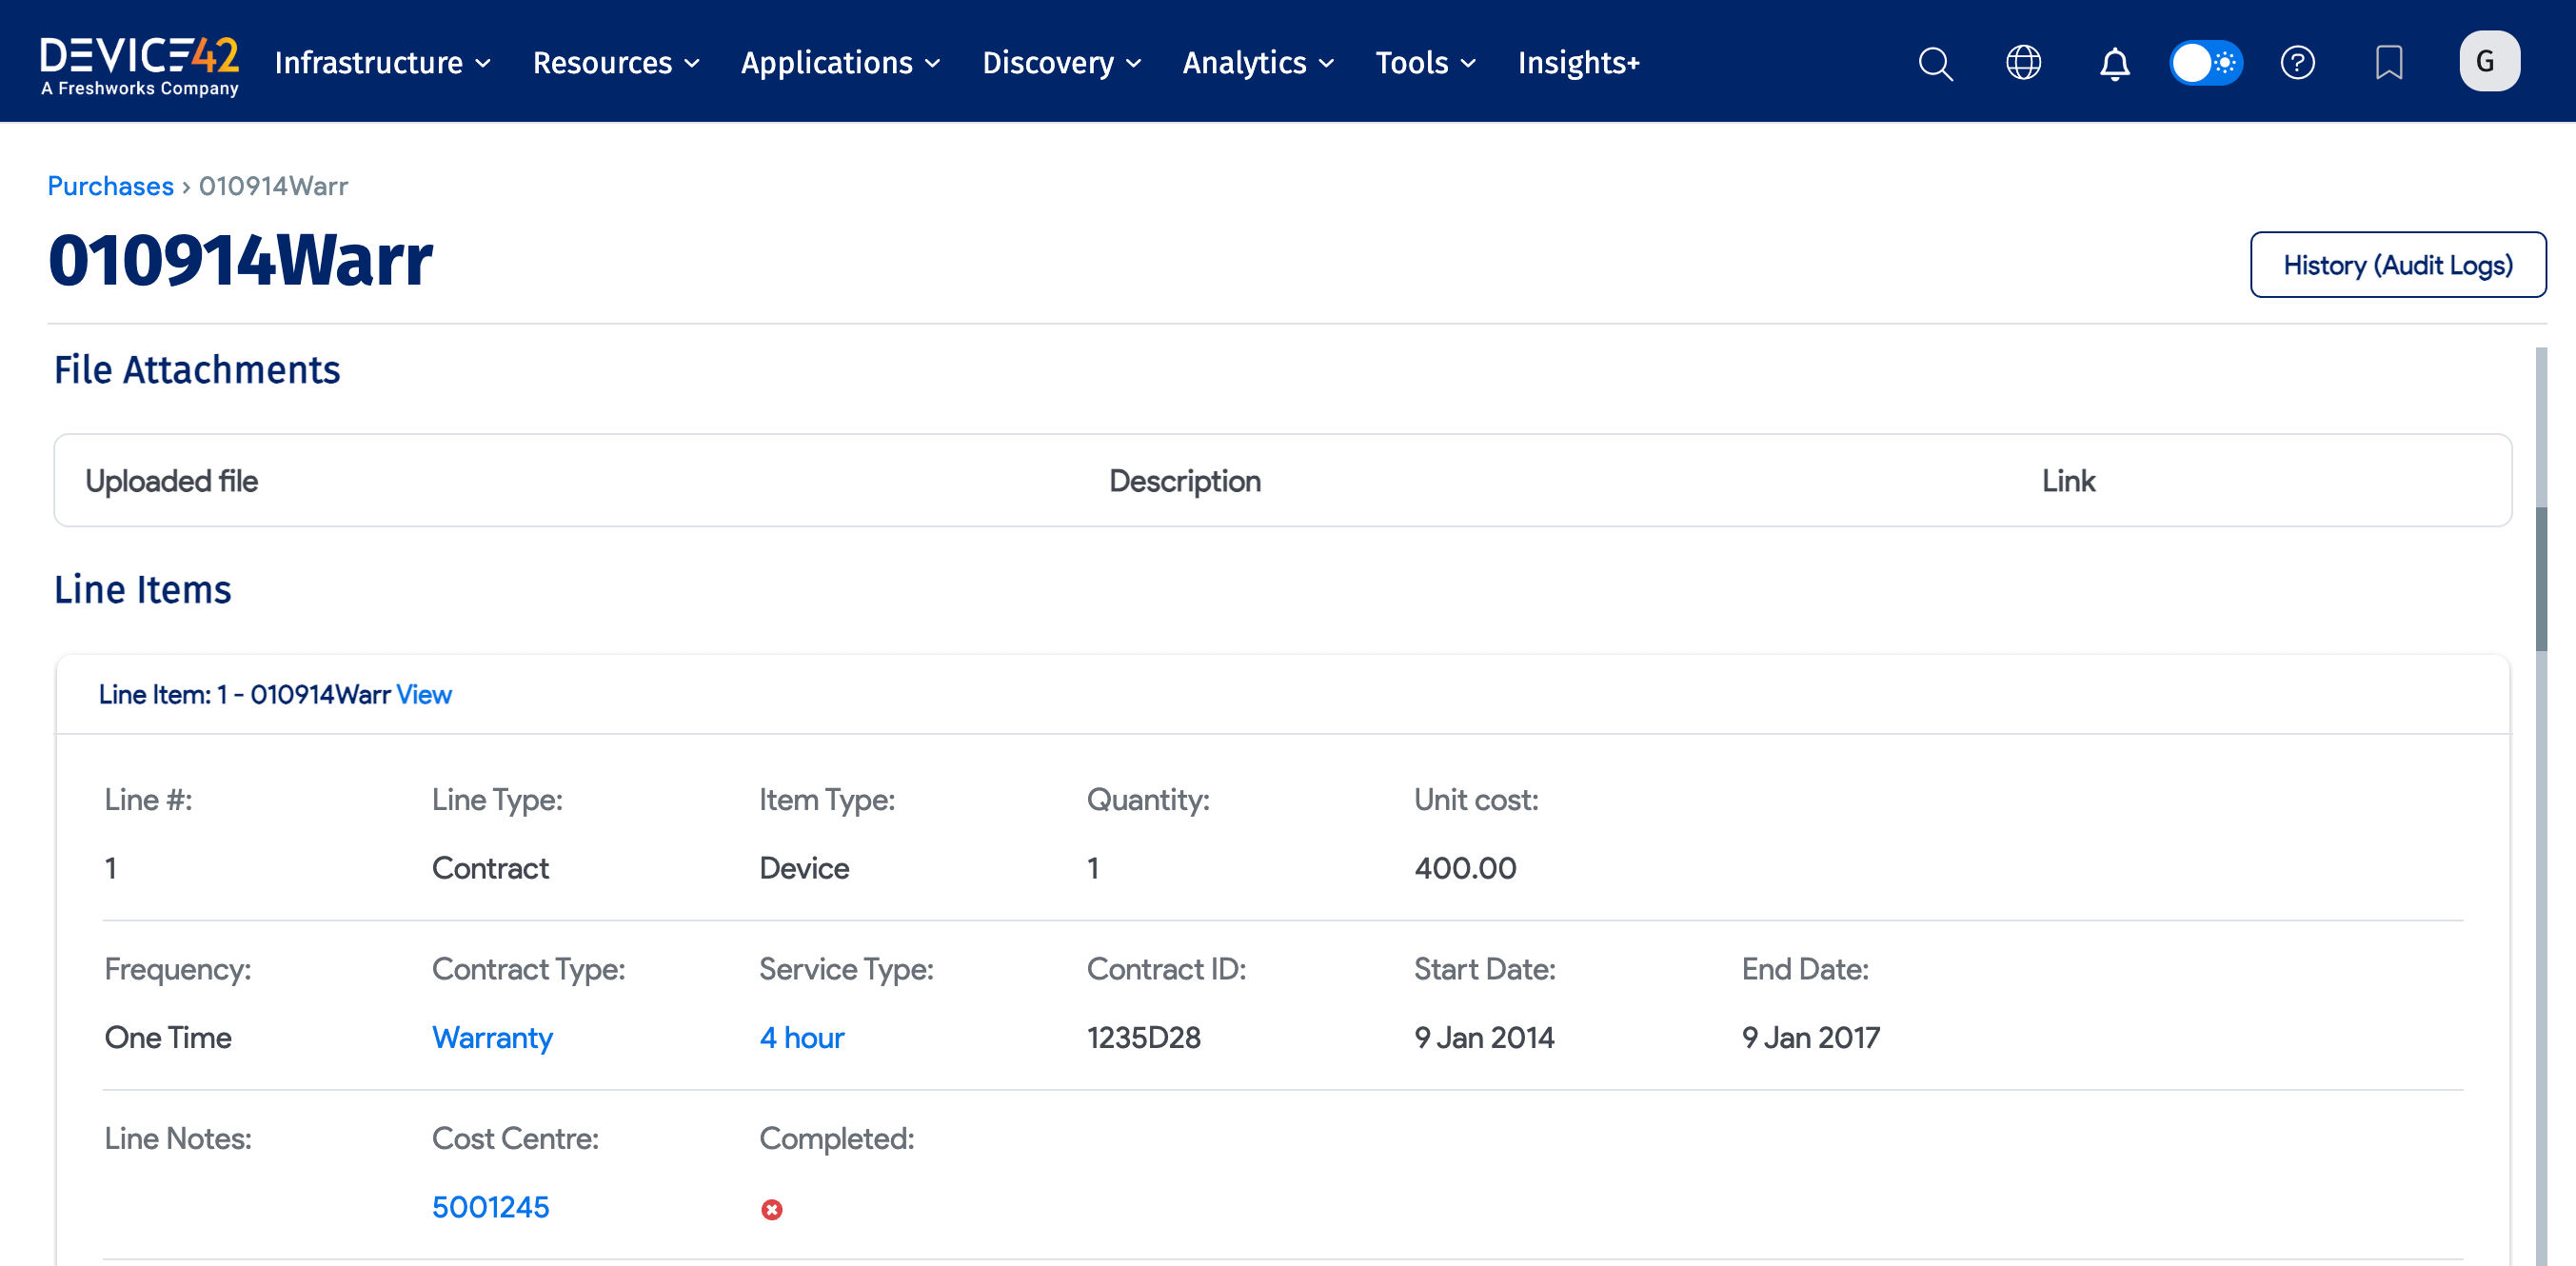 DEVICE42
A Freshworks Company
Infrastructure Resources Applications Discovery Analytics Tools Insights+
G
Purchases › 010914Warr
010914Warr
History (Audit Logs)
File Attachments
Uploaded file Description Link
Line Items
Line Item: 1 - 010914Warr View
Line #: Line Type: Item Type: Quantity: Unit cost:
1 Contract Device 1 400.00
Frequency: Contract Type: Service Type: Contract ID: Start Date: End Date:
One Time Warranty 4 hour 1235D28 9 Jan 2014 9 Jan 2017
Line Notes: Cost Centre: Completed:
5001245